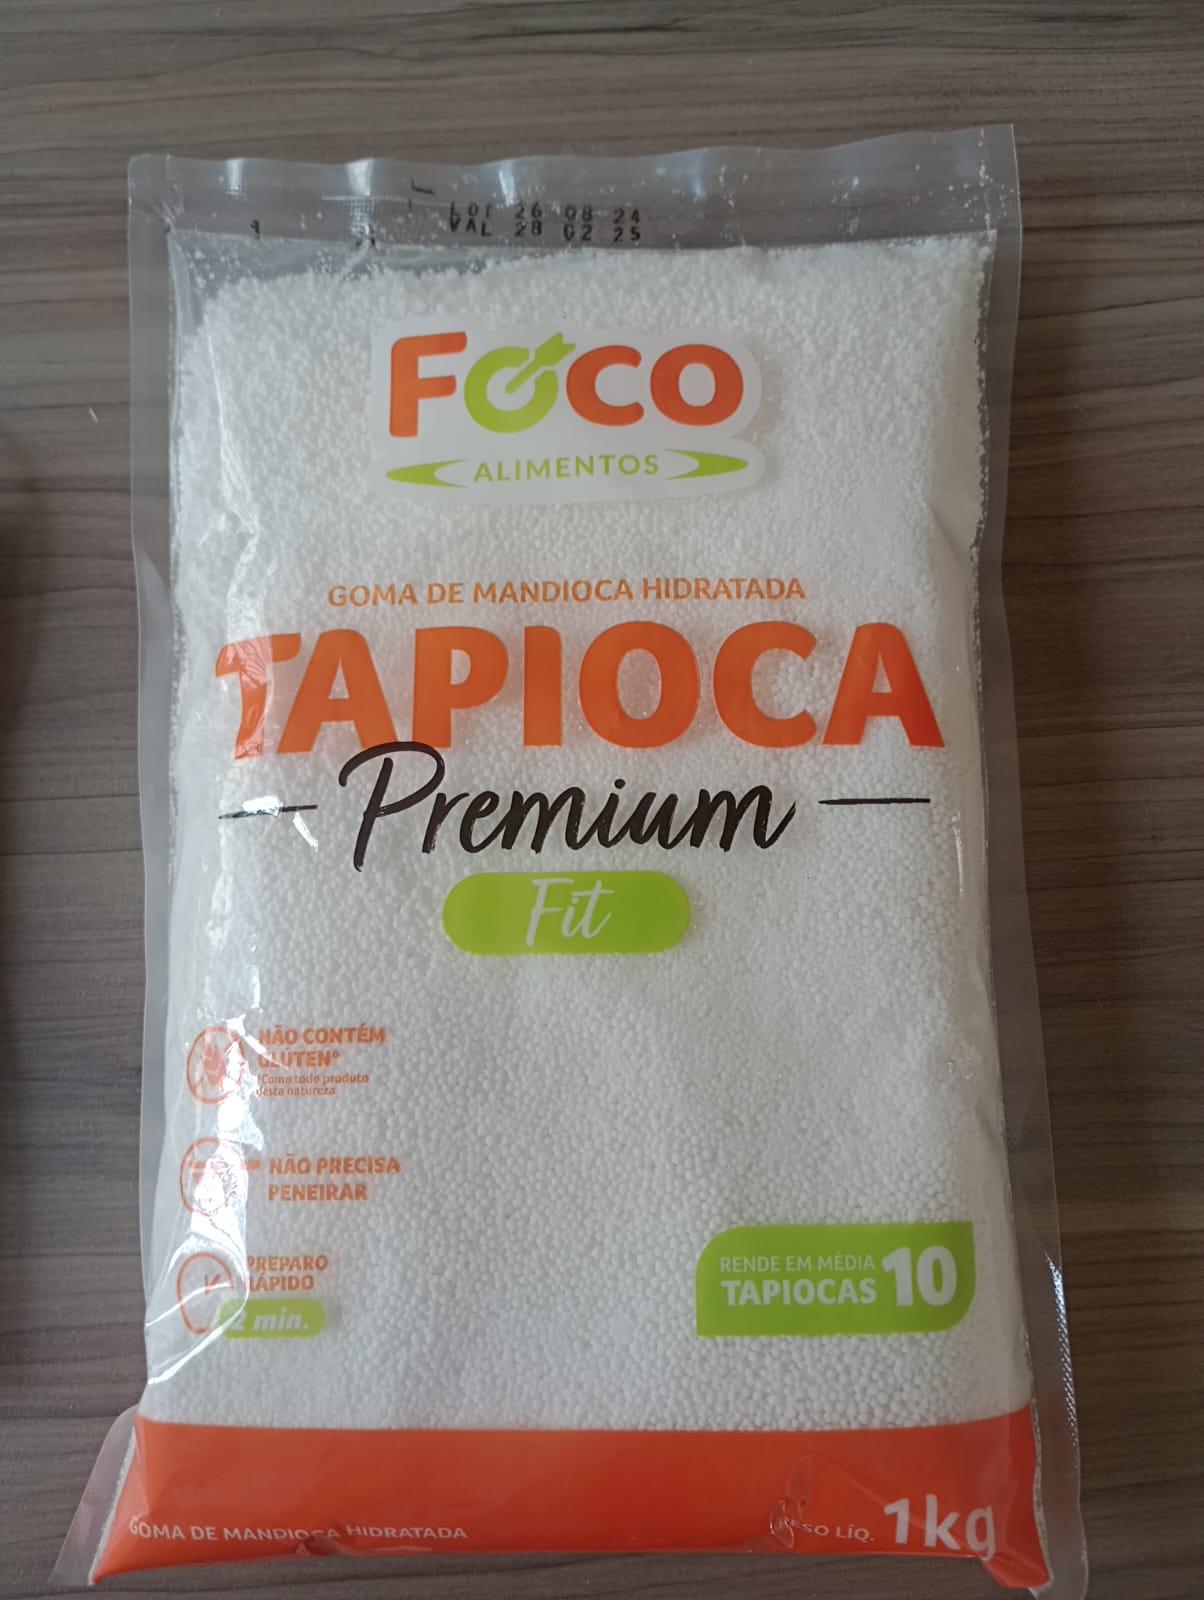 LOT 26 08 24
VAL 28 02 25
FOCO
ALIMENTOS
GOMA DE MANDIOCA HIDRATADA
TAPIOCA
Premium
Fit
NÃO CONTÉM
GLÚTEN*
*Como todo produto
desta natureza
NÃO PRECISA
PENEIRAR
PREPARO
RÁPIDO
2 min.
RENDE EM MÉDIA
TAPIOCAS 10
GOMA DE MANDIOCA HIDRATADA
PESO LÍQ. 1kg